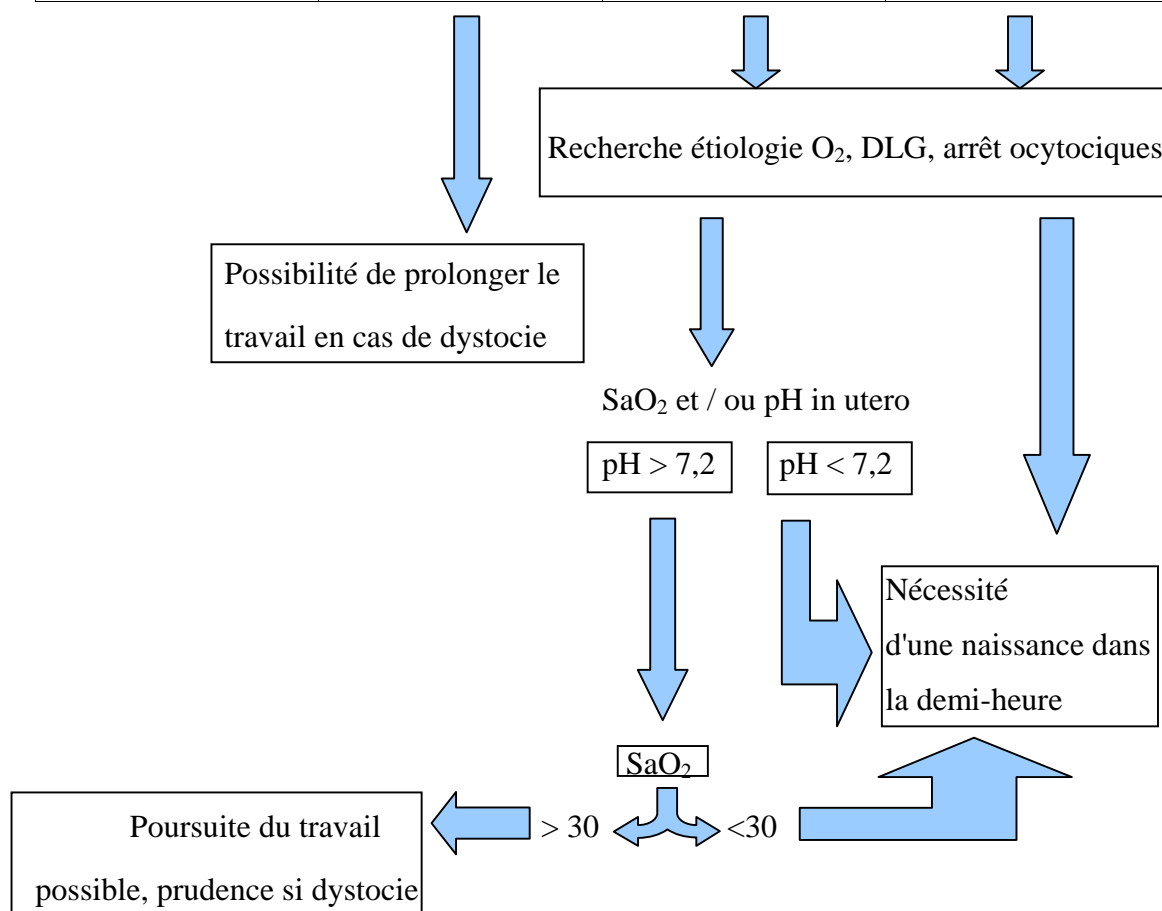 Recherche étiologie O₂, DLG, arrêt ocytociques
Possibilité de prolonger le
travail en cas de dystocie
SaO₂ et / ou pH in utero
pH > 7,2
pH < 7,2
Nécessité
d'une naissance dans
la demi-heure
SaO₂
> 30
<30
Poursuite du travail
possible, prudence si dystocie